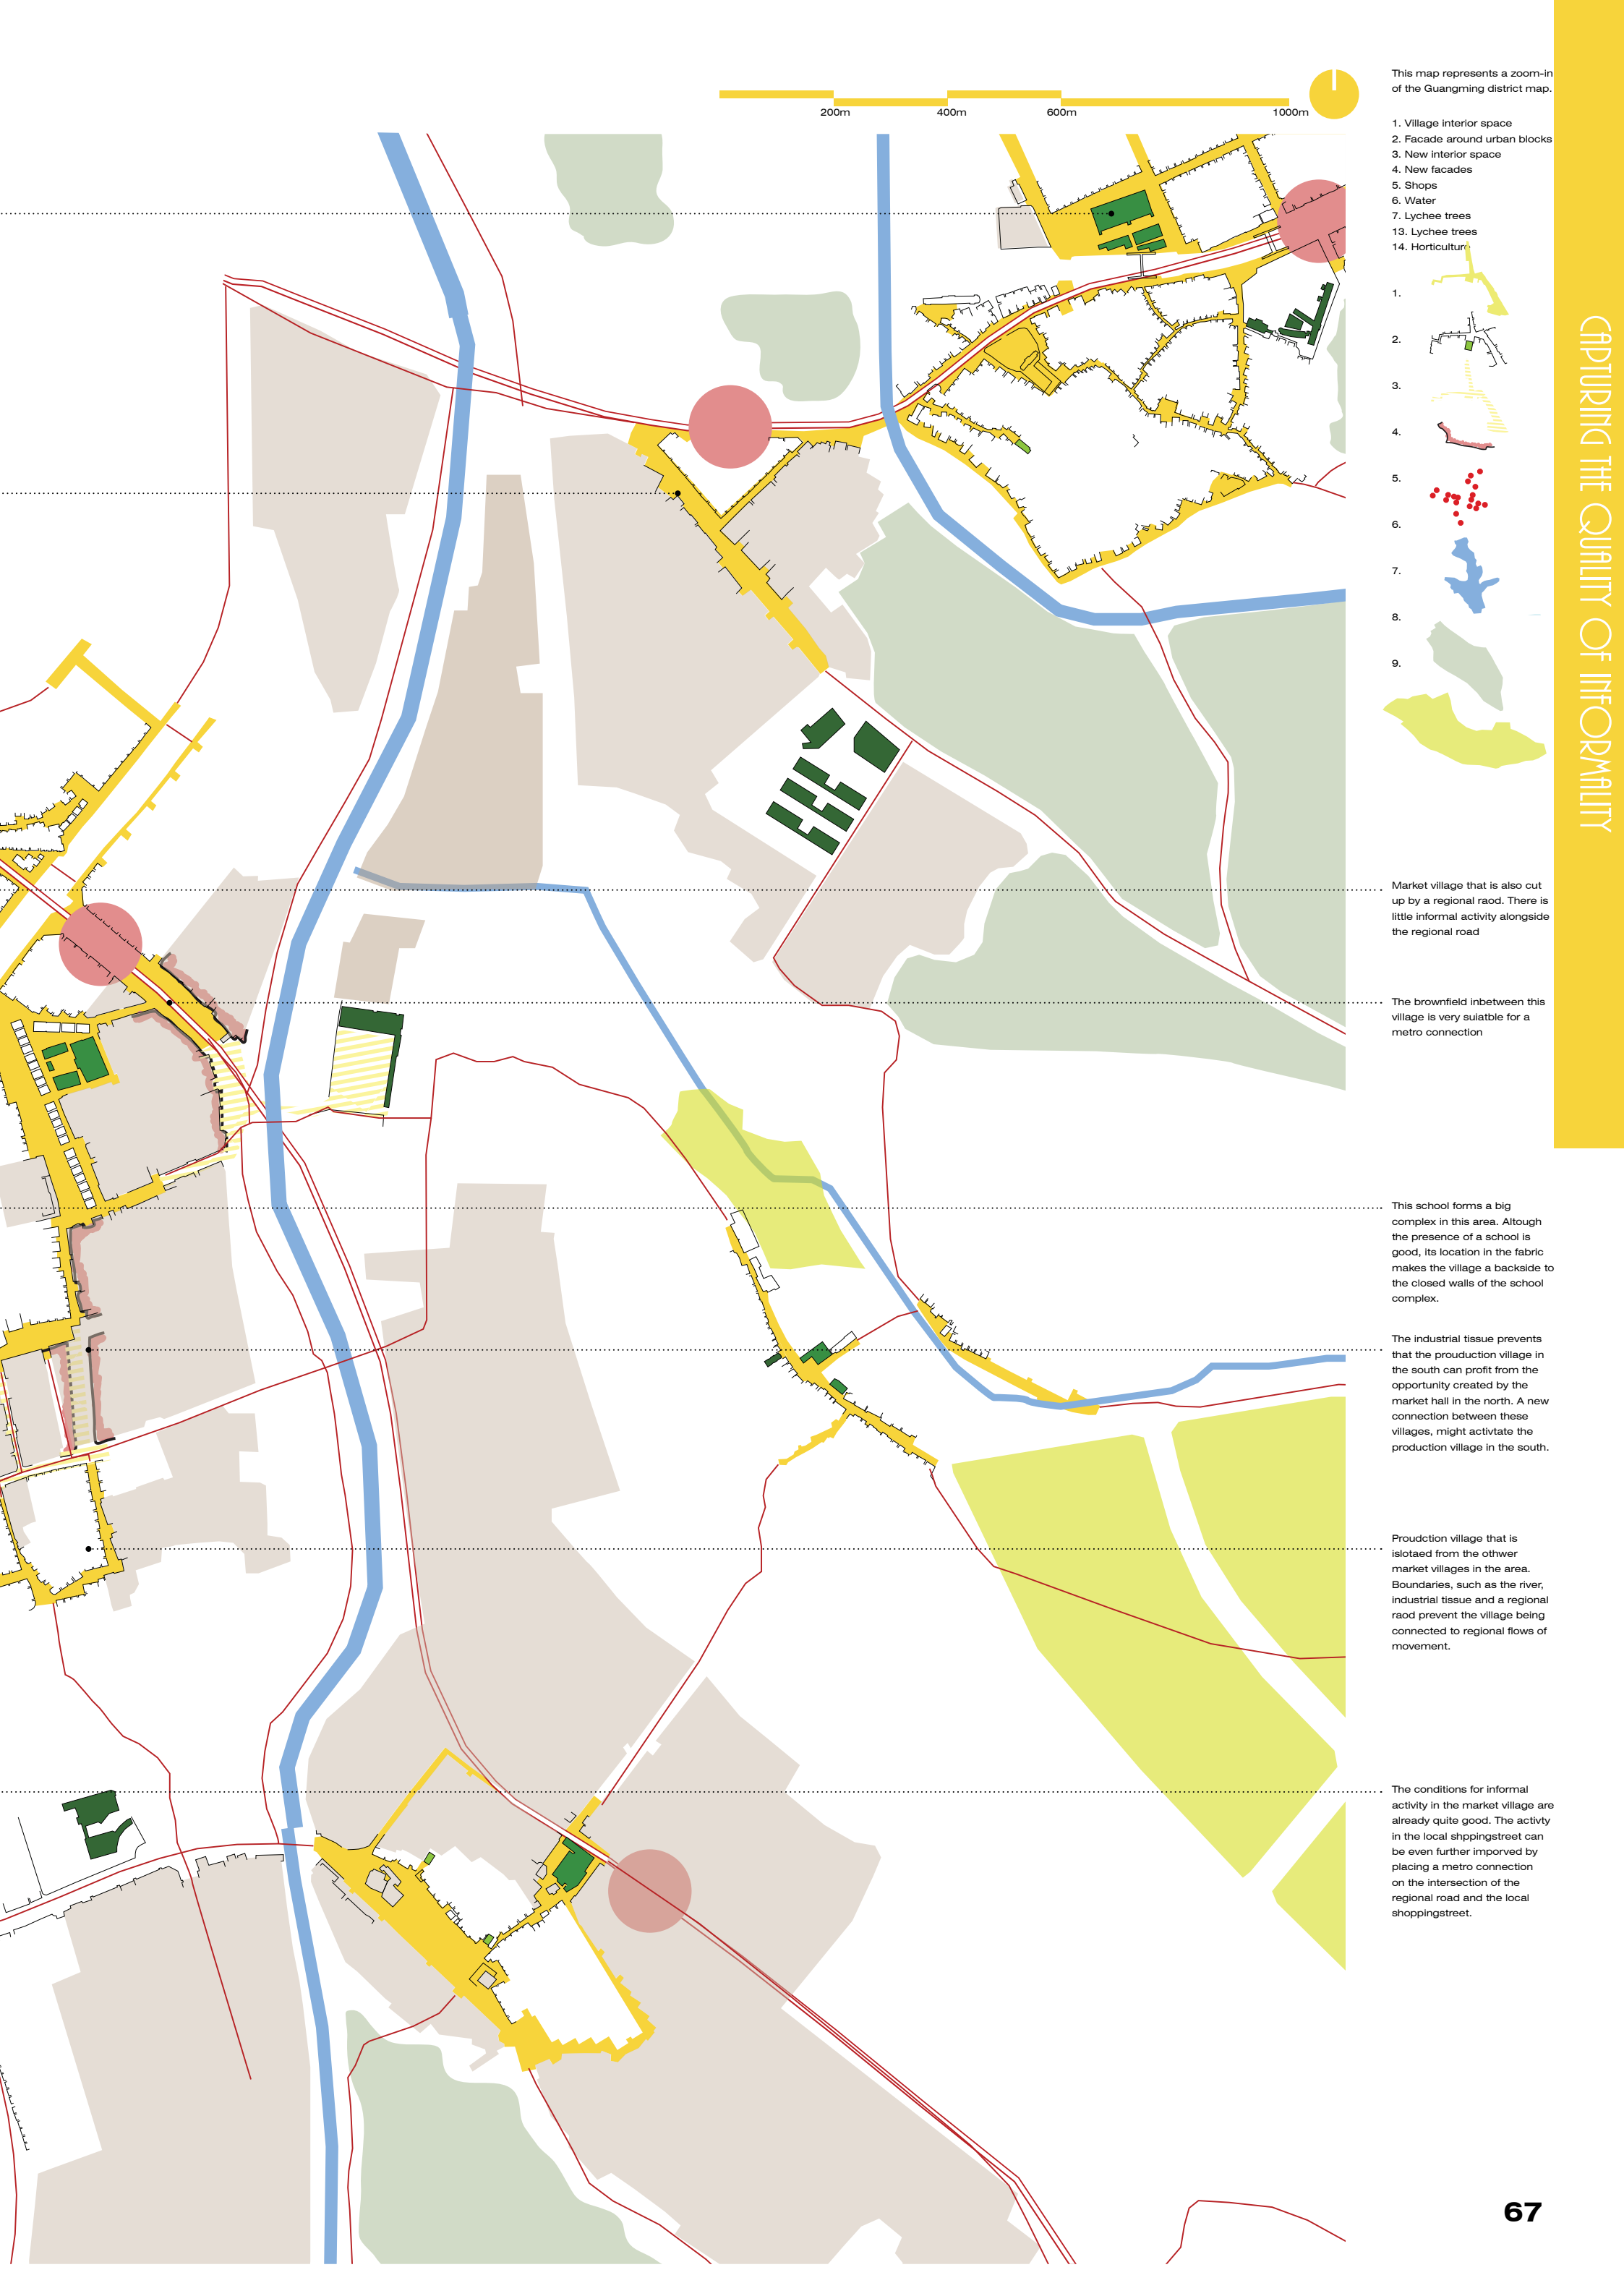 200m 400m 600m 1000m
This map represents a zoom-in
of the Guangming district map.
1. Village interior space
2. Facade around urban blocks
3. New interior space
4. New facades
5. Shops
6. Water
7. Lychee trees
13. Lychee trees
14. Horticulture
1.
2.
3.
4.
5.
6.
7.
8.
9.
CAPTURING THE QUALITY OF INFORMALITY
Market village that is also cut
up by a regional raod. There is
little informal activity alongside
the regional road
The brownfield inbetween this
village is very suiatble for a
metro connection
This school forms a big
complex in this area. Altough
the presence of a school is
good, its location in the fabric
makes the village a backside to
the closed walls of the school
complex.
The industrial tissue prevents
that the prouduction village in
the south can profit from the
opportunity created by the
market hall in the north. A new
connection between these
villages, might activtate the
production village in the south.
Proudction village that is
islotaed from the othwer
market villages in the area.
Boundaries, such as the river,
industrial tissue and a regional
raod prevent the village being
connected to regional flows of
movement.
The conditions for informal
activity in the market village are
already quite good. The activty
in the local shppingstreet can
be even further imporved by
placing a metro connection
on the intersection of the
regional road and the local
shoppingstreet.
67